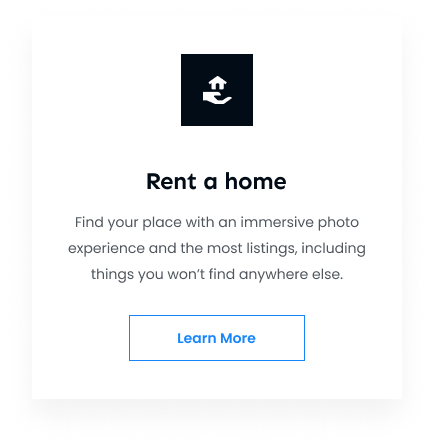 Rent a home
Find your place with an immersive photo
experience and the most listings, including
things you won't find anywhere else.
Learn More